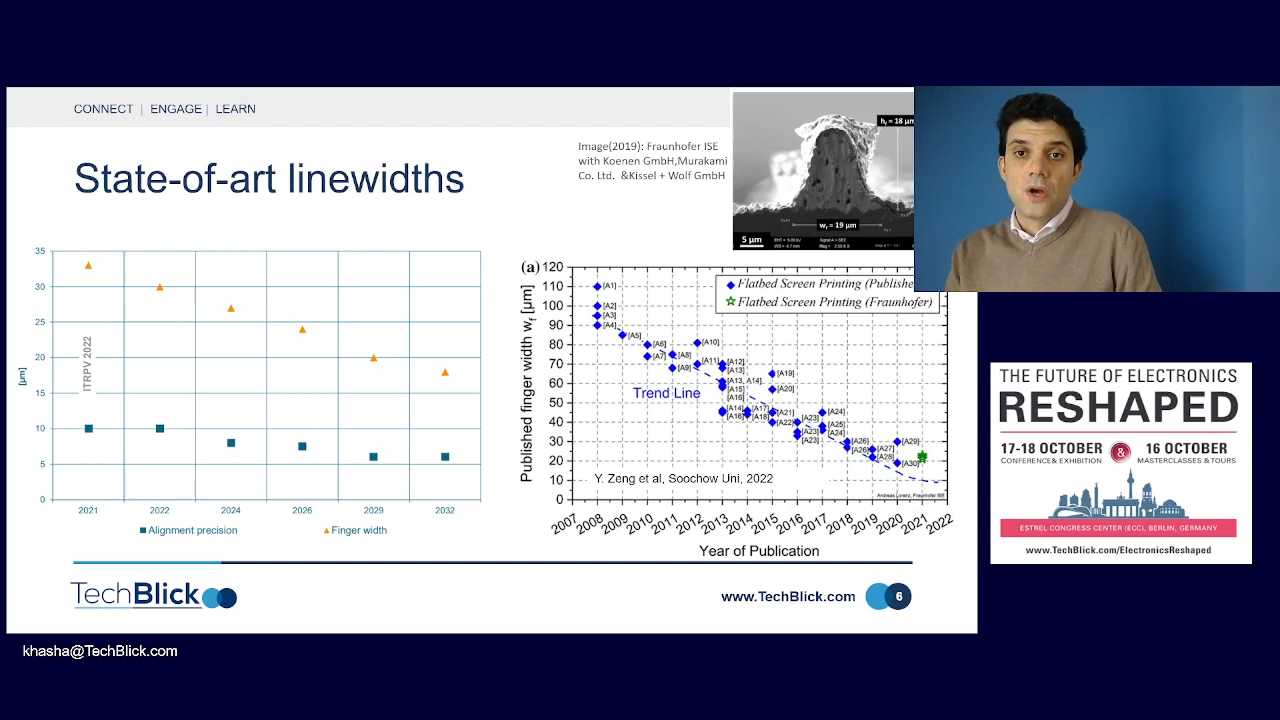 CONNECT | ENGAGE | LEARN
State-of-art linewidths
Image(2019): Fraunhofer ISE
with Koenen GmbH,Murakami
Co. Ltd. &Kissel + Wolf GmbH
hf = 18 µm
wf = 19 µm
5 µm
35
30
25
20
15
10
5
0
[µm]
ITRPV 2022
2021
2022
2024
2026
2032
Alignment precision
Finger width
(a)
Published finger width wf [µm]
120
110
100
90
80
70
60
50
40
30
20
10
0
Flatbed Screen Printing (Publishe
Flatbed Screen Printing (Fraunhofer)
[A1]
[A2]
[A3]
[A4]
[A5]
[A6]
[A7]
[A8]
[A9]
[A10]
[A11]
[A12]
[A13]
[A13, A14]
[A15]
[A16]
[A14]
[A16]
[A17]
[A18]
[A19]
[A20]
[A21]
[A22]
[A23]
[A23]
[A23]
[A24]
[A25]
[A24]
[A26]
[A26]
[A27]
[A28]
[A29]
[A30]
Trend Line
Y. Zeng et al, Soochow Uni, 2022
Andreas Lorenz, Fraunhofer ISE
2007 2008 2009 2010 2011 2012 2013 2014 2015 2016 2017 2018 2019 2020 2021 2022
Year of Publication
TechBlick
www.TechBlick.com
6
THE FUTURE OF ELECTRONICS
RESHAPED
17-18 OCTOBER & 16 OCTOBER
CONFERENCE& EXHIBITION MASTERCLASSES & TOURS
ESTREL CONGRESS CENTER (ECC), BERLIN, GERMANY
www.TechBlick.com/ElectronicsReshaped
khasha@TechBlick.com